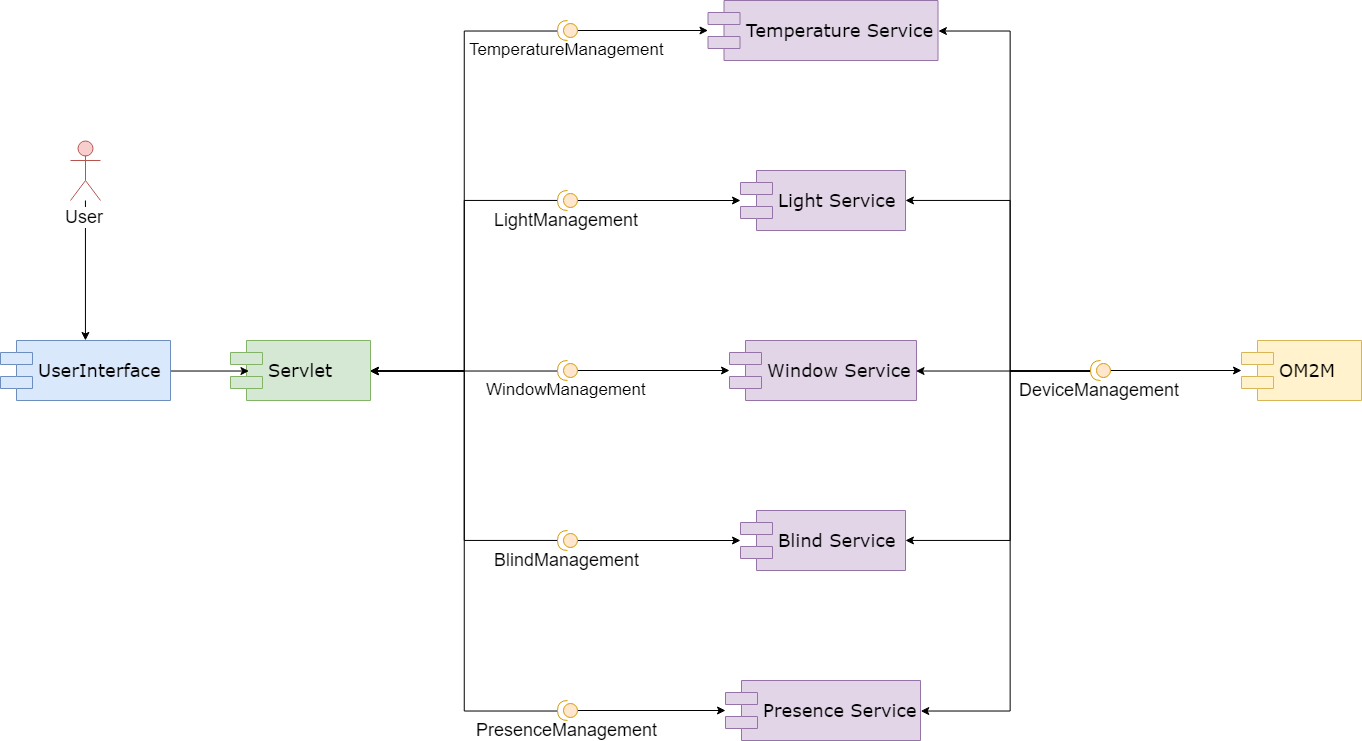 Temperature Service
TemperatureManagement
User
Light Service
LightManagement
UserInterface
Servlet
WindowManagement
Window Service
DeviceManagement
OM2M
Blind Service
BlindManagement
Presence Service
PresenceManagement